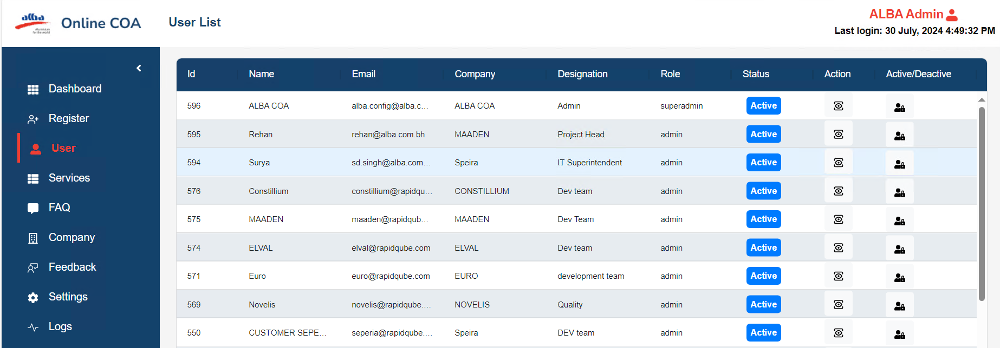 alba
Aluminium
for the world
Online COA
User List
ALBA Admin
Last login: 30 July, 2024 4:49:32 PM
Dashboard
Register
User
Services
FAQ
Company
Feedback
Settings
Logs
Id Name Email Company Designation Role Status Action Active/Deactive
596 ALBA COA alba.config@alba.c... ALBA COA Admin superadmin Active
595 Rehan rehan@alba.com.bh MAADEN Project Head admin Active
594 Surya sd.singh@alba.com... Speira IT Superintendent admin Active
576 Constillium constillium@rapidqu... CONSTILLIUM Dev team admin Active
575 MAADEN maaden@rapidqub... MAADEN Dev Team admin Active
574 ELVAL elval@rapidqube.com ELVAL Dev team admin Active
571 Euro euro@rapidqube.com EURO development team admin Active
569 Novelis novelis@rapidqube.... NOVELIS Quality admin Active
550 CUSTOMER SEPE... seperia@rapidqube.... Speira DEV team admin Active